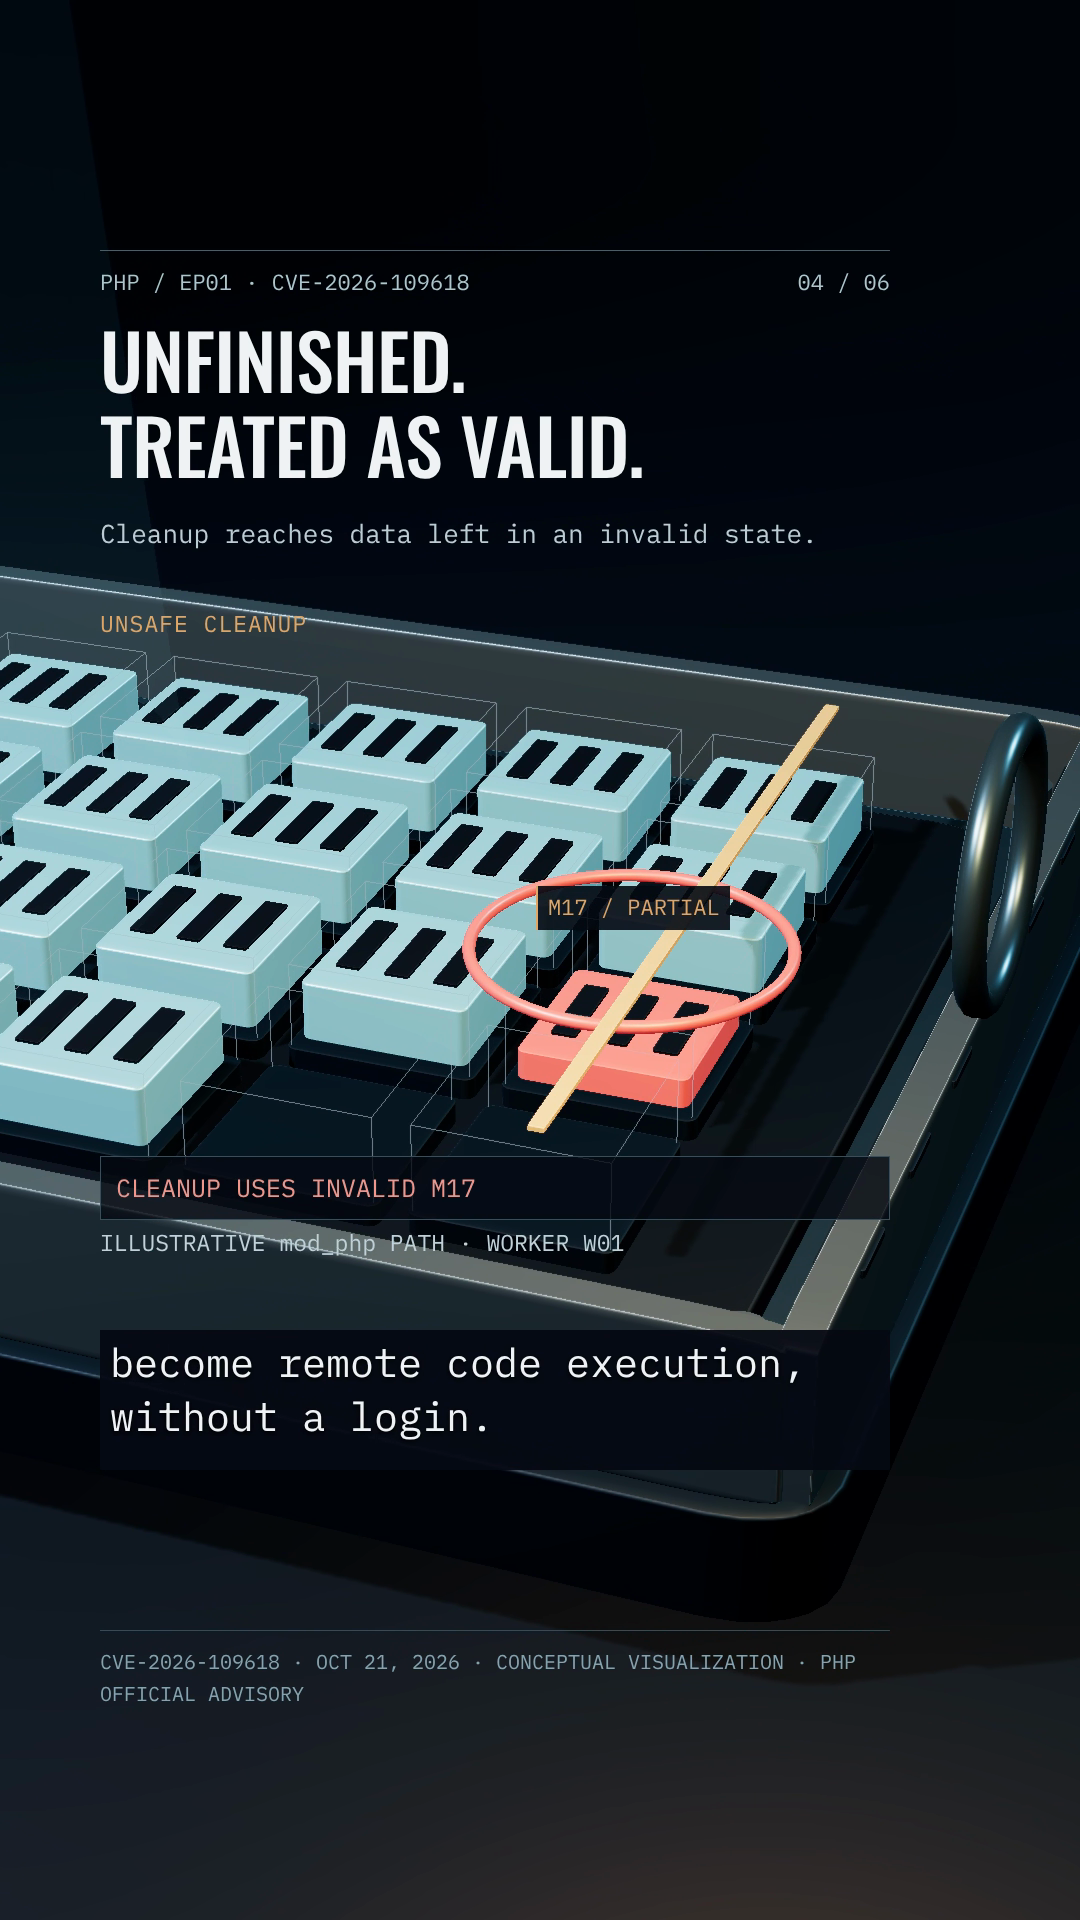 PHP / EP01 · CVE-2026-109618 04 / 06
UNFINISHED.
TREATED AS VALID.
Cleanup reaches data left in an invalid state.
UNSAFE CLEANUP
M17 / PARTIAL
CLEANUP USES INVALID M17
ILLUSTRATIVE mod_php PATH · WORKER W01
become remote code execution,
without a login.
CVE-2026-109618 · OCT 21, 2026 · CONCEPTUAL VISUALIZATION · PHP
OFFICIAL ADVISORY